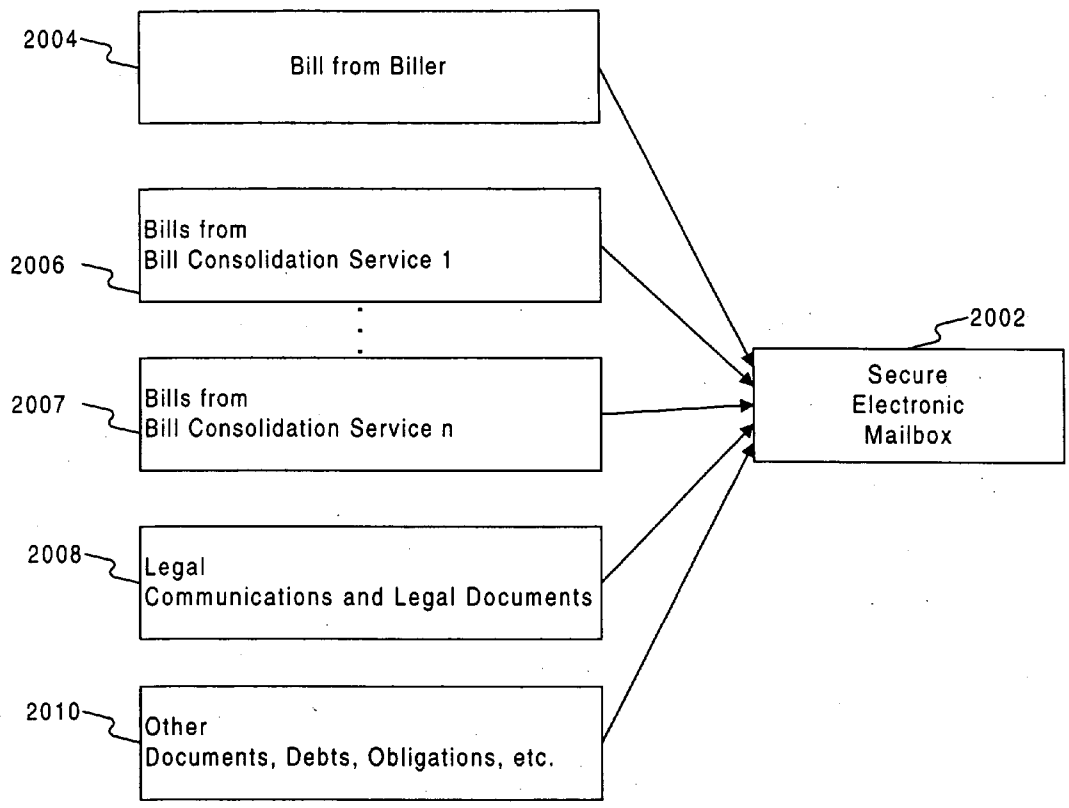 2004
Bill from Biller
Bills from
Bill Consolidation Service 1
2006
2002
Secure
Electronic
Mailbox
Bills from
Bill Consolidation Service n
2007
2008
Legal
Communications and Legal Documents
2010
Other
Documents, Debts, Obligations, etc.